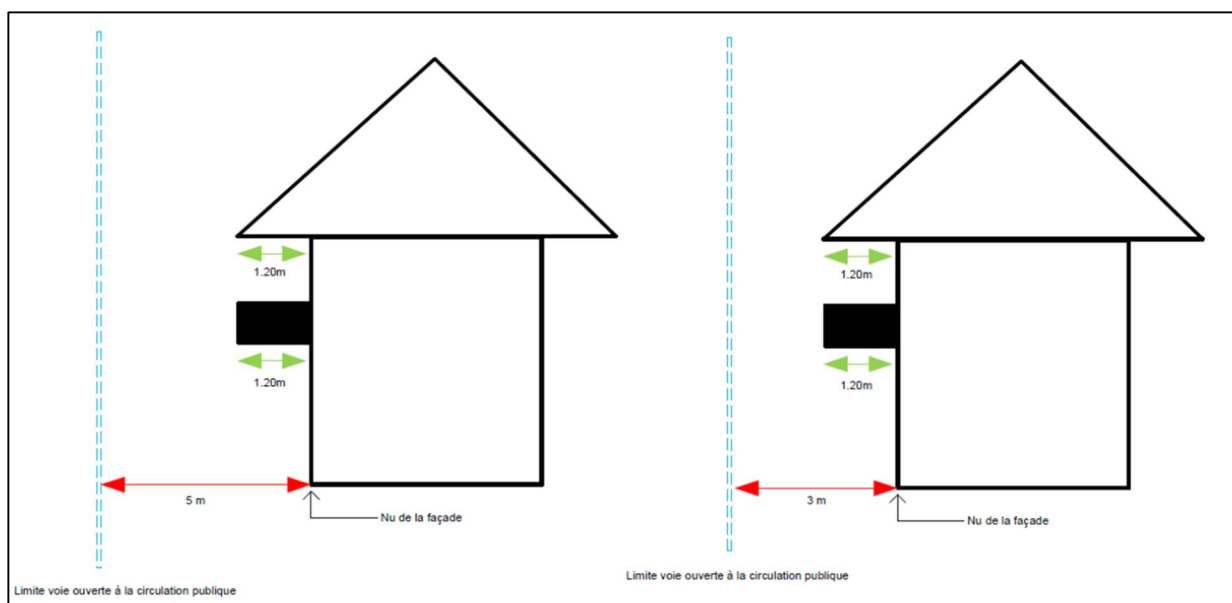 1.20m
1.20m
5 m
Nu de la façade
Limite voie ouverte à la circulation publique
1.20m
1.20m
3 m
Nu de la façade
Limite voie ouverte à la circulation publique